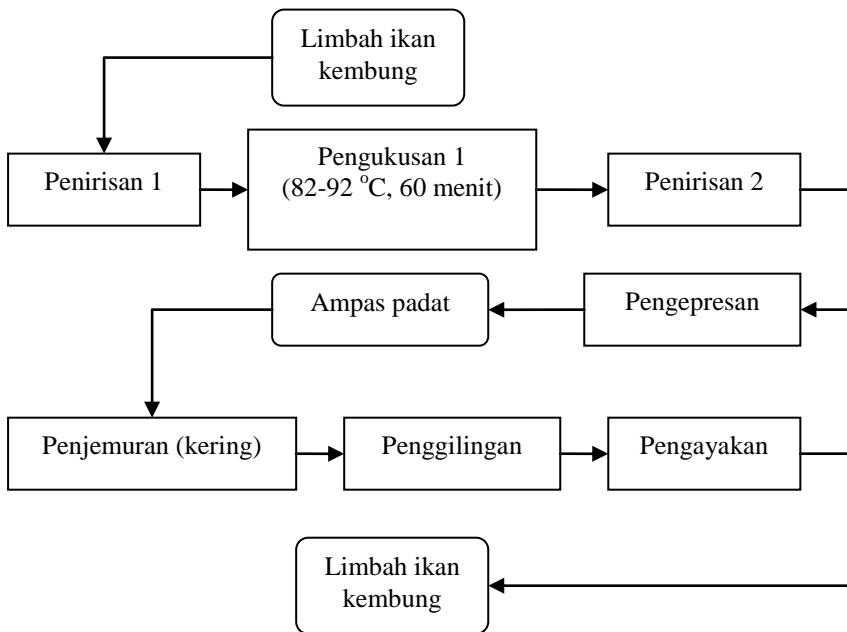 Limbah ikan
kembung
Penirisan 1
Pengukusan 1
(82-92 °C, 60 menit)
Penirisan 2
Ampas padat
Pengepresan
Penjemuran (kering)
Penggilingan
Pengayakan
Limbah ikan
kembung